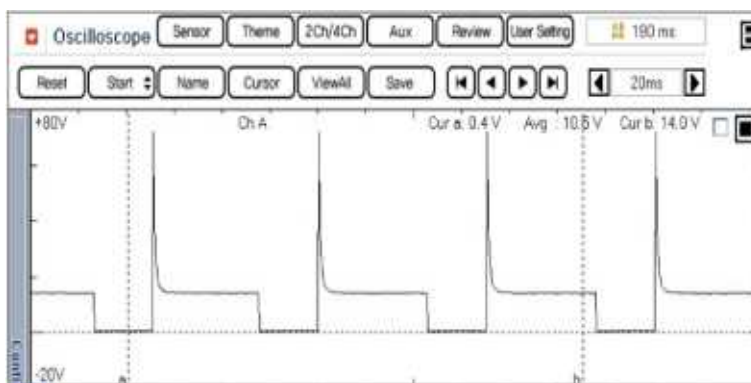 Oscilloscope Sensor Theme 2Ch/4Ch Aux Review User Setting 190 ms
Reset Start Name Cursor ViewAll Save 20ms
+80V Ch A Cur a: 0.4 V Avg : 10.5 V Cur b: 14.0 V
-20V a b